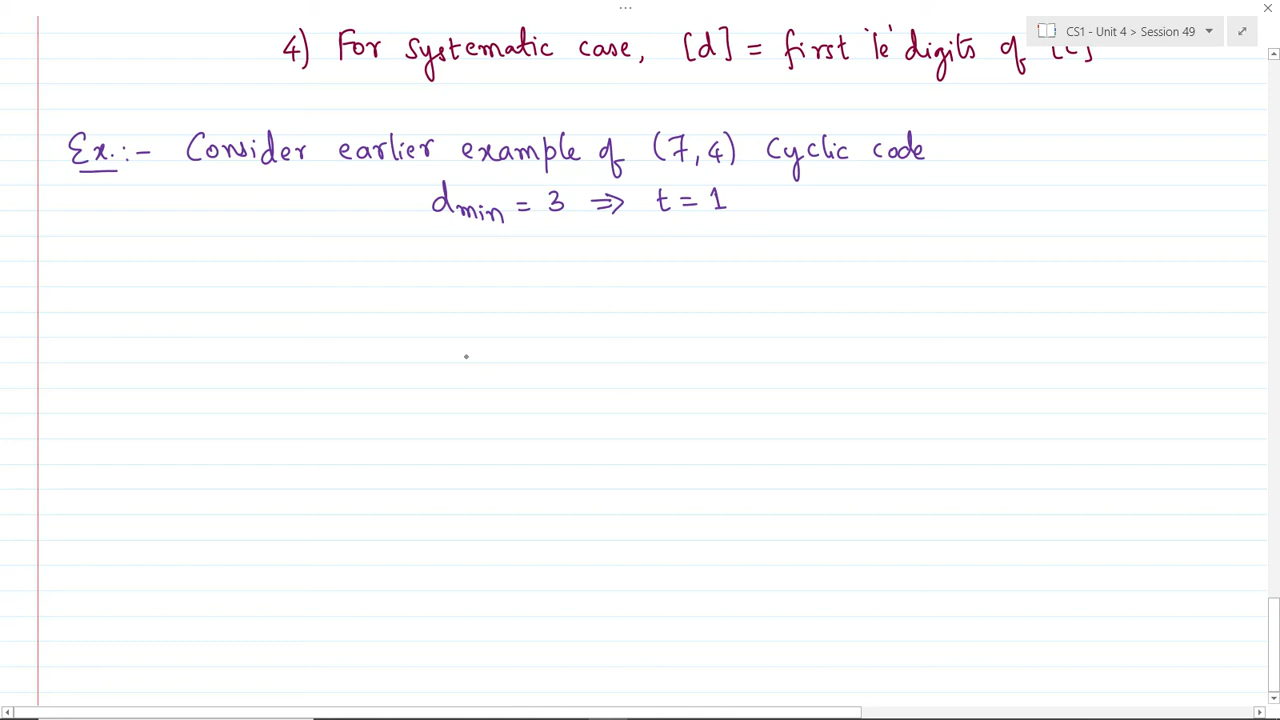 CS1 - Unit 4 > Session 49
4) For systematic case, [d] = first 'k' digits of [c]
Ex.:- Consider earlier example of (7,4) cyclic code
dmin = 3 ⇒ t = 1